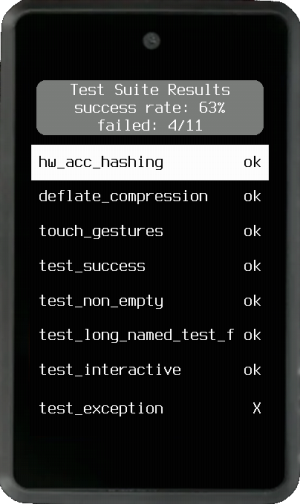 Test Suite Results
success rate: 63%
failed: 4/11
hw_acc_hashing ok
deflate_compression ok
touch_gestures ok
test_success ok
test_non_empty ok
test_long_named_test_f ok
test_interactive ok
test_exception X